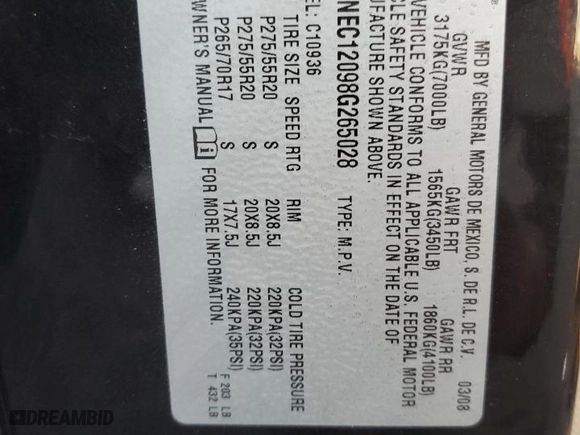 MFD BY GENERAL MOTORS DE MEXICO, S. DE R.L. DE C.V.
03/08
GVWR GAWR FRT GAWR RR
3175KG(7000LB) 1565KG(3450LB) 1860KG(4100LB)
VEHICLE CONFORMS TO ALL APPLICABLE U.S. FEDERAL MOTOR
CLE SAFETY STANDARDS IN EFFECT ON THE DATE OF
UFACTURE SHOWN ABOVE.
NEC12098G265028 TYPE: M.P.V.
EL: C10936
TIRE SIZE SPEED RTG RIM COLD TIRE PRESSURE
P275/55R20 S 20X8.5J 220KPA(32PSI)
P275/55R20 S 20X8.5J 220KPA(32PSI)
P265/70R17 S 17X7.5J 240KPA(35PSI)
WNER'S MANUAL FOR MORE INFORMATION.
F 203 LB
T 432 LB
DREAMBID